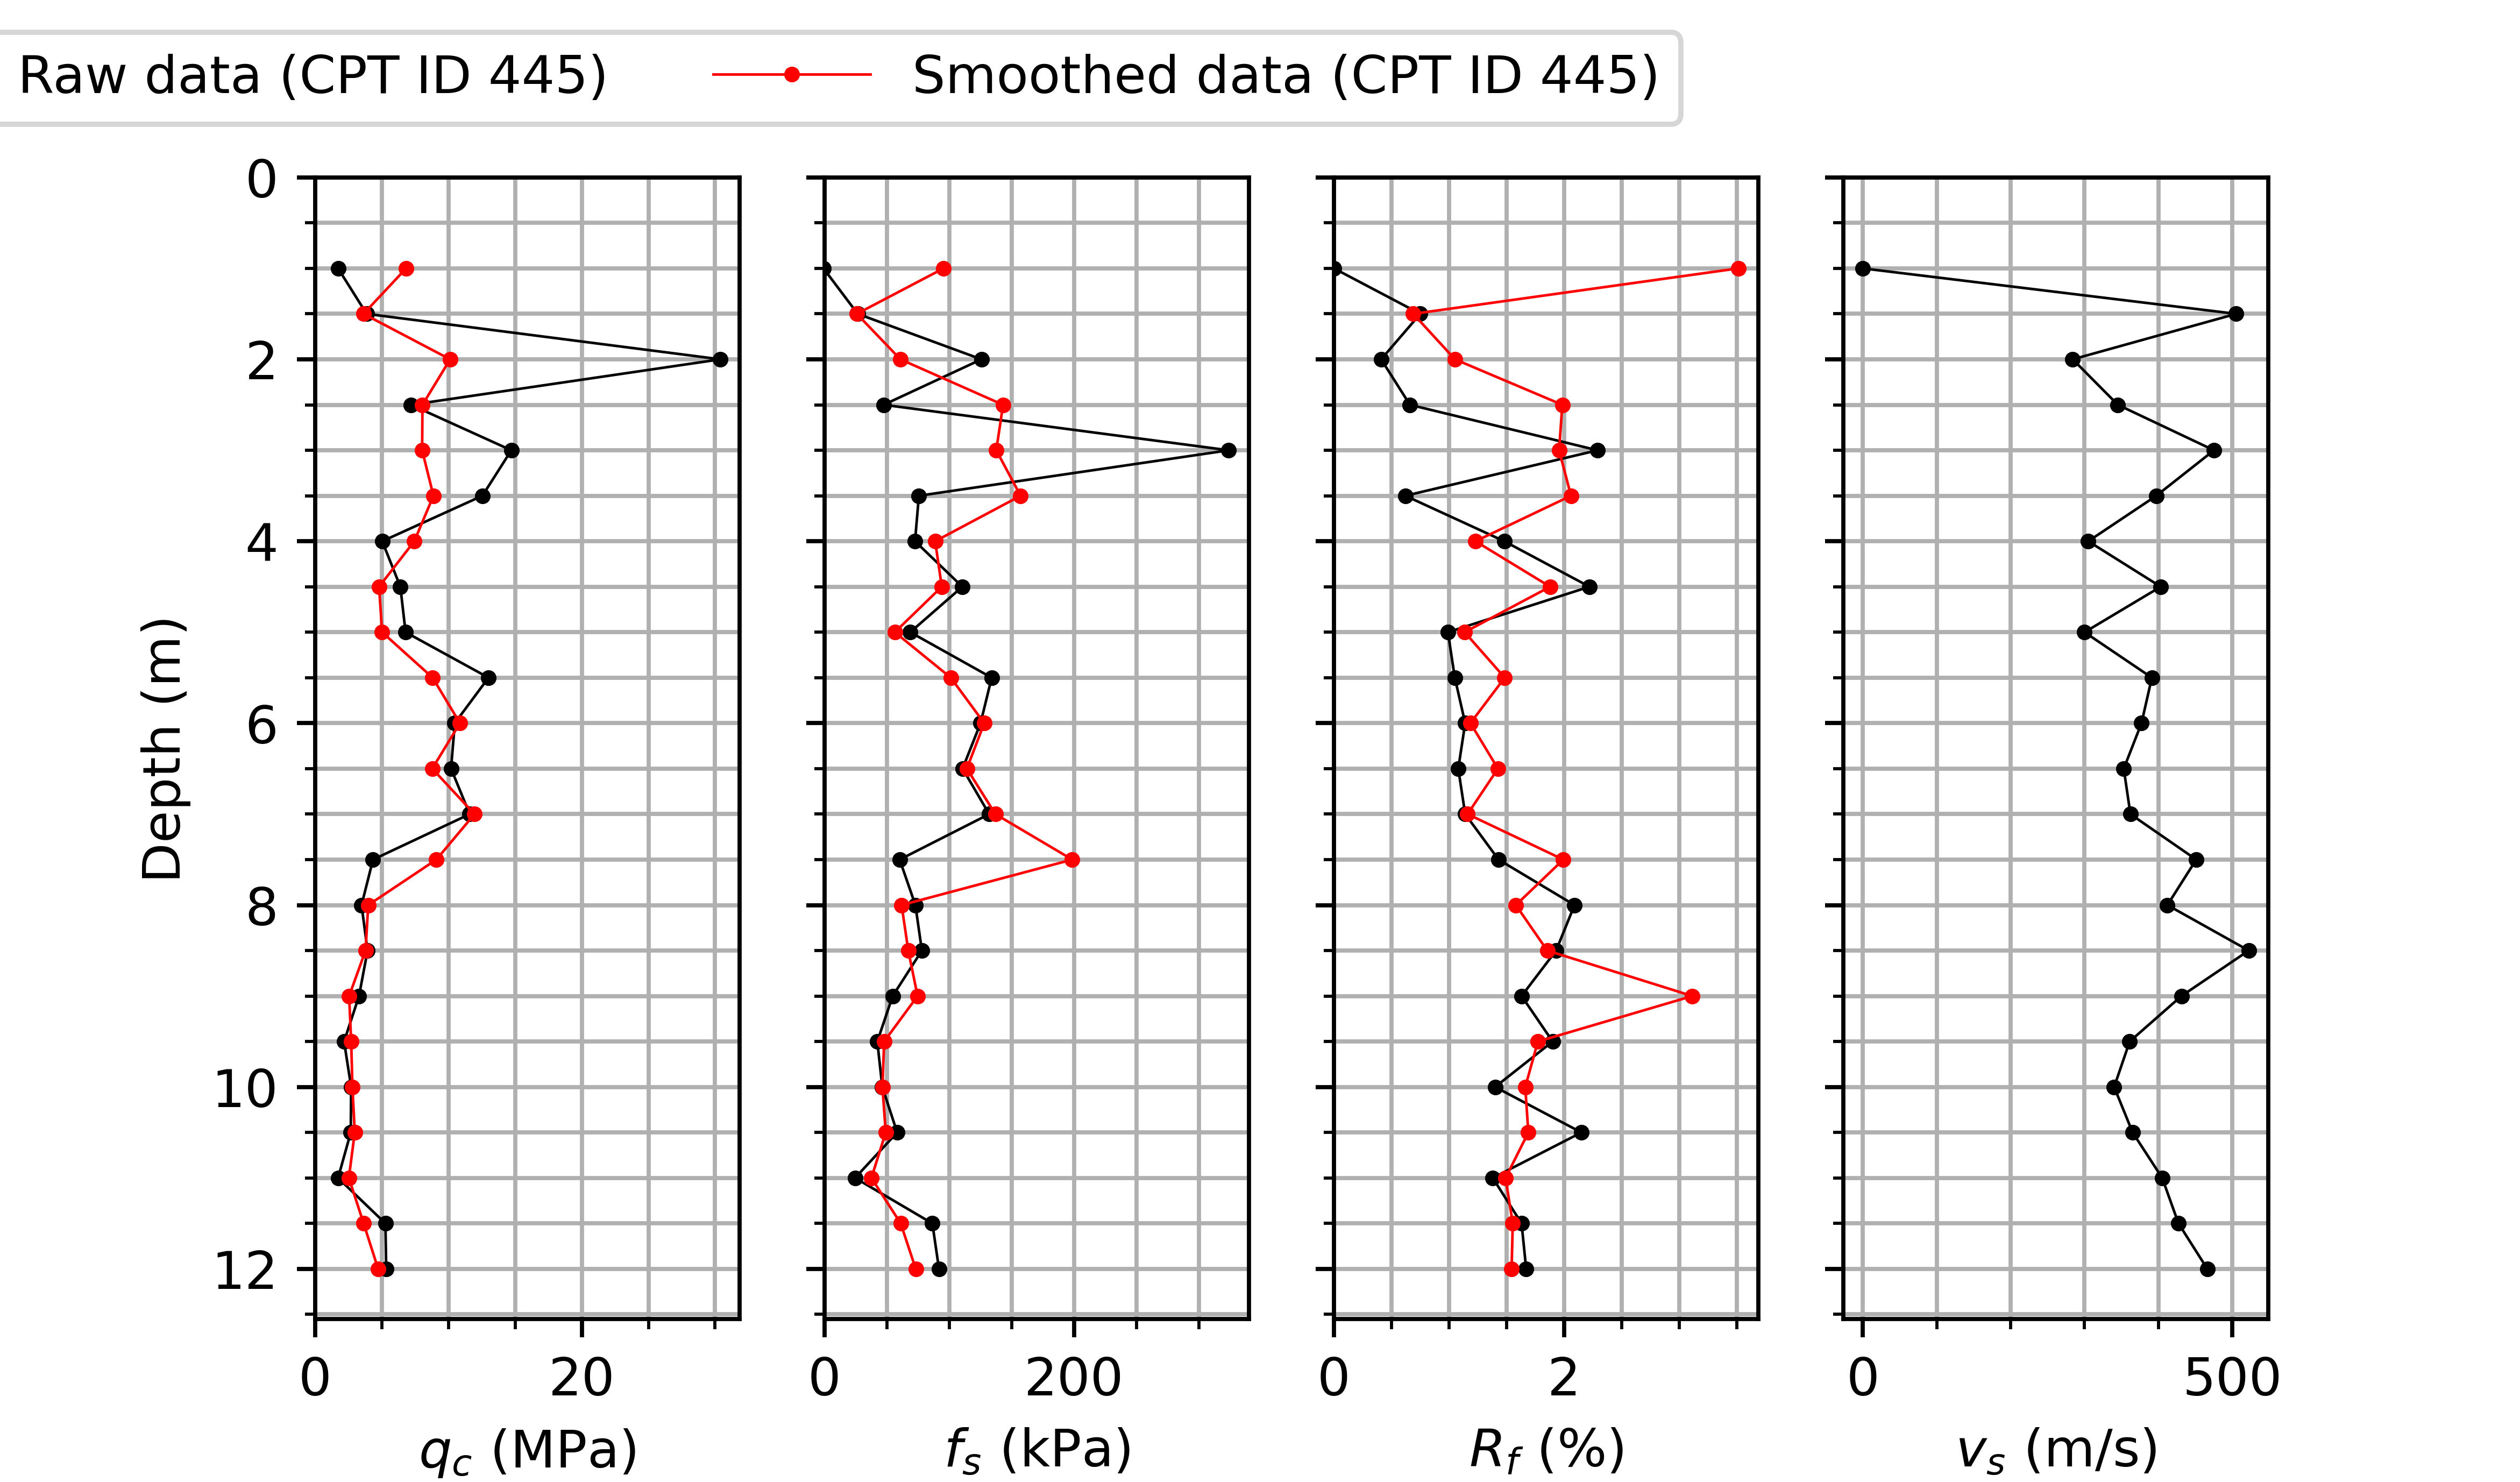 Raw data (CPT ID 445) Smoothed data (CPT ID 445)
0
2
4
6
8
10
12
Depth (m)
0 20 0 200 0 2 0 500
q_c (MPa) f_s (kPa) R_f (%) v_s (m/s)